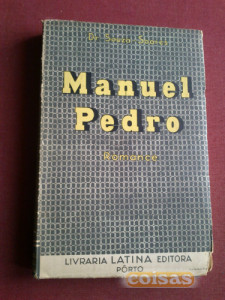 Manuel
Pedro
Romance
LIVRARIA LATINA EDITORA
PÔRTO
coisas